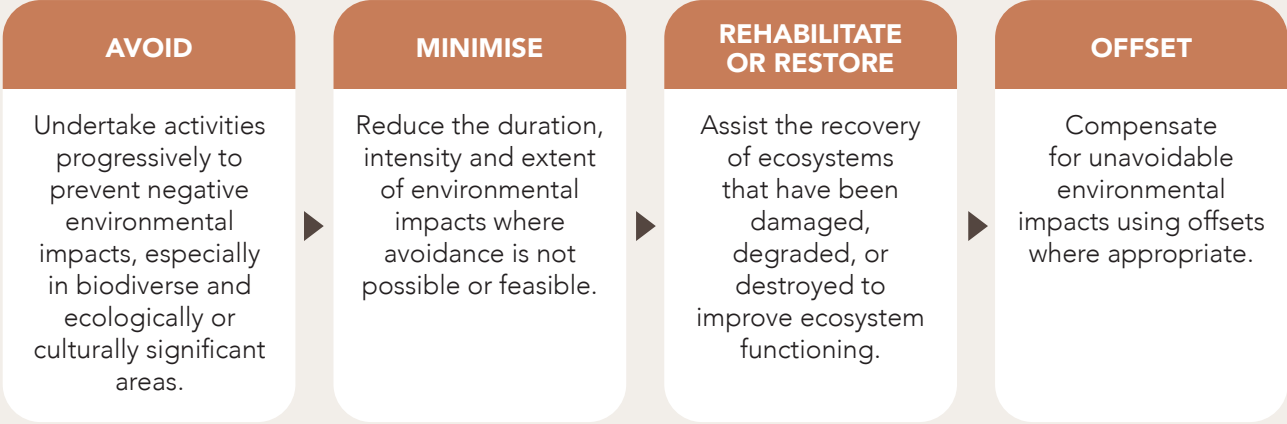 AVOID
Undertake activities
progressively to
prevent negative
environmental
impacts, especially
in biodiverse and
ecologically or
culturally significant
areas.
MINIMISE
Reduce the duration,
intensity and extent
of environmental
impacts where
avoidance is not
possible or feasible.
REHABILITATE
OR RESTORE
Assist the recovery
of ecosystems
that have been
damaged,
degraded, or
destroyed to
improve ecosystem
functioning.
OFFSET
Compensate
for unavoidable
environmental
impacts using offsets
where appropriate.